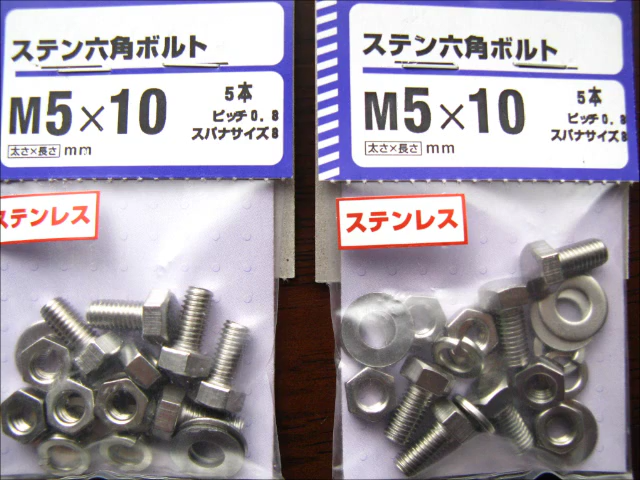 ステン六角ボルト
M5×10
5本
ピッチ0.8
スパナサイズ8
太さ×長さ mm
ステンレス
ステン六角ボルト
M5×10
5本
ピッチ0.8
スパナサイズ8
太さ×長さ mm
ステンレス